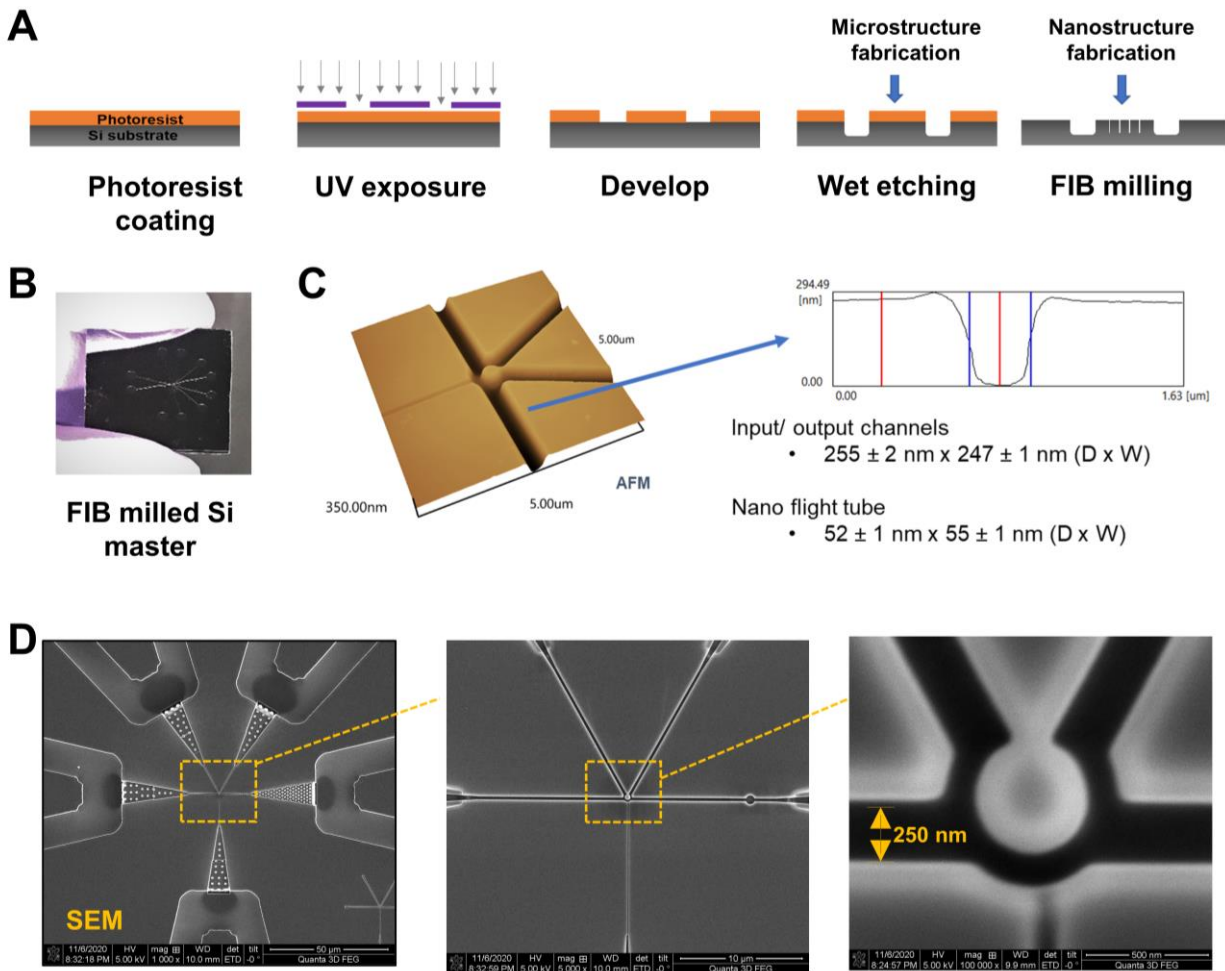 A
Photoresist
Si substrate
Photoresist
coating
UV exposure
Develop
Microstructure
fabrication
Wet etching
Nanostructure
fabrication
FIB milling
B
FIB milled Si
master
C
5.00um
350.00nm
5.00um
AFM
294.49
[nm]
0.00
0.00
1.63 [um]
Input/ output channels
• 255 ± 2 nm x 247 ± 1 nm (D x W)
Nano flight tube
• 52 ± 1 nm x 55 ± 1 nm (D x W)
D
SEM
11/6/2020 HV mag WD det tilt 50 µm
8:32:18 PM 5.00 kV 1 000 x 10.0 mm ETD -0° Quanta 3D FEG
11/6/2020 HV mag WD det tilt 10 µm
8:32:59 PM 5.00 kV 5 000 x 10.0 mm ETD -0° Quanta 3D FEG
250 nm
11/6/2020 HV mag WD det tilt 500 nm
8:24:57 PM 5.00 kV 100 000 x 9.9 mm ETD -0° Quanta 3D FEG